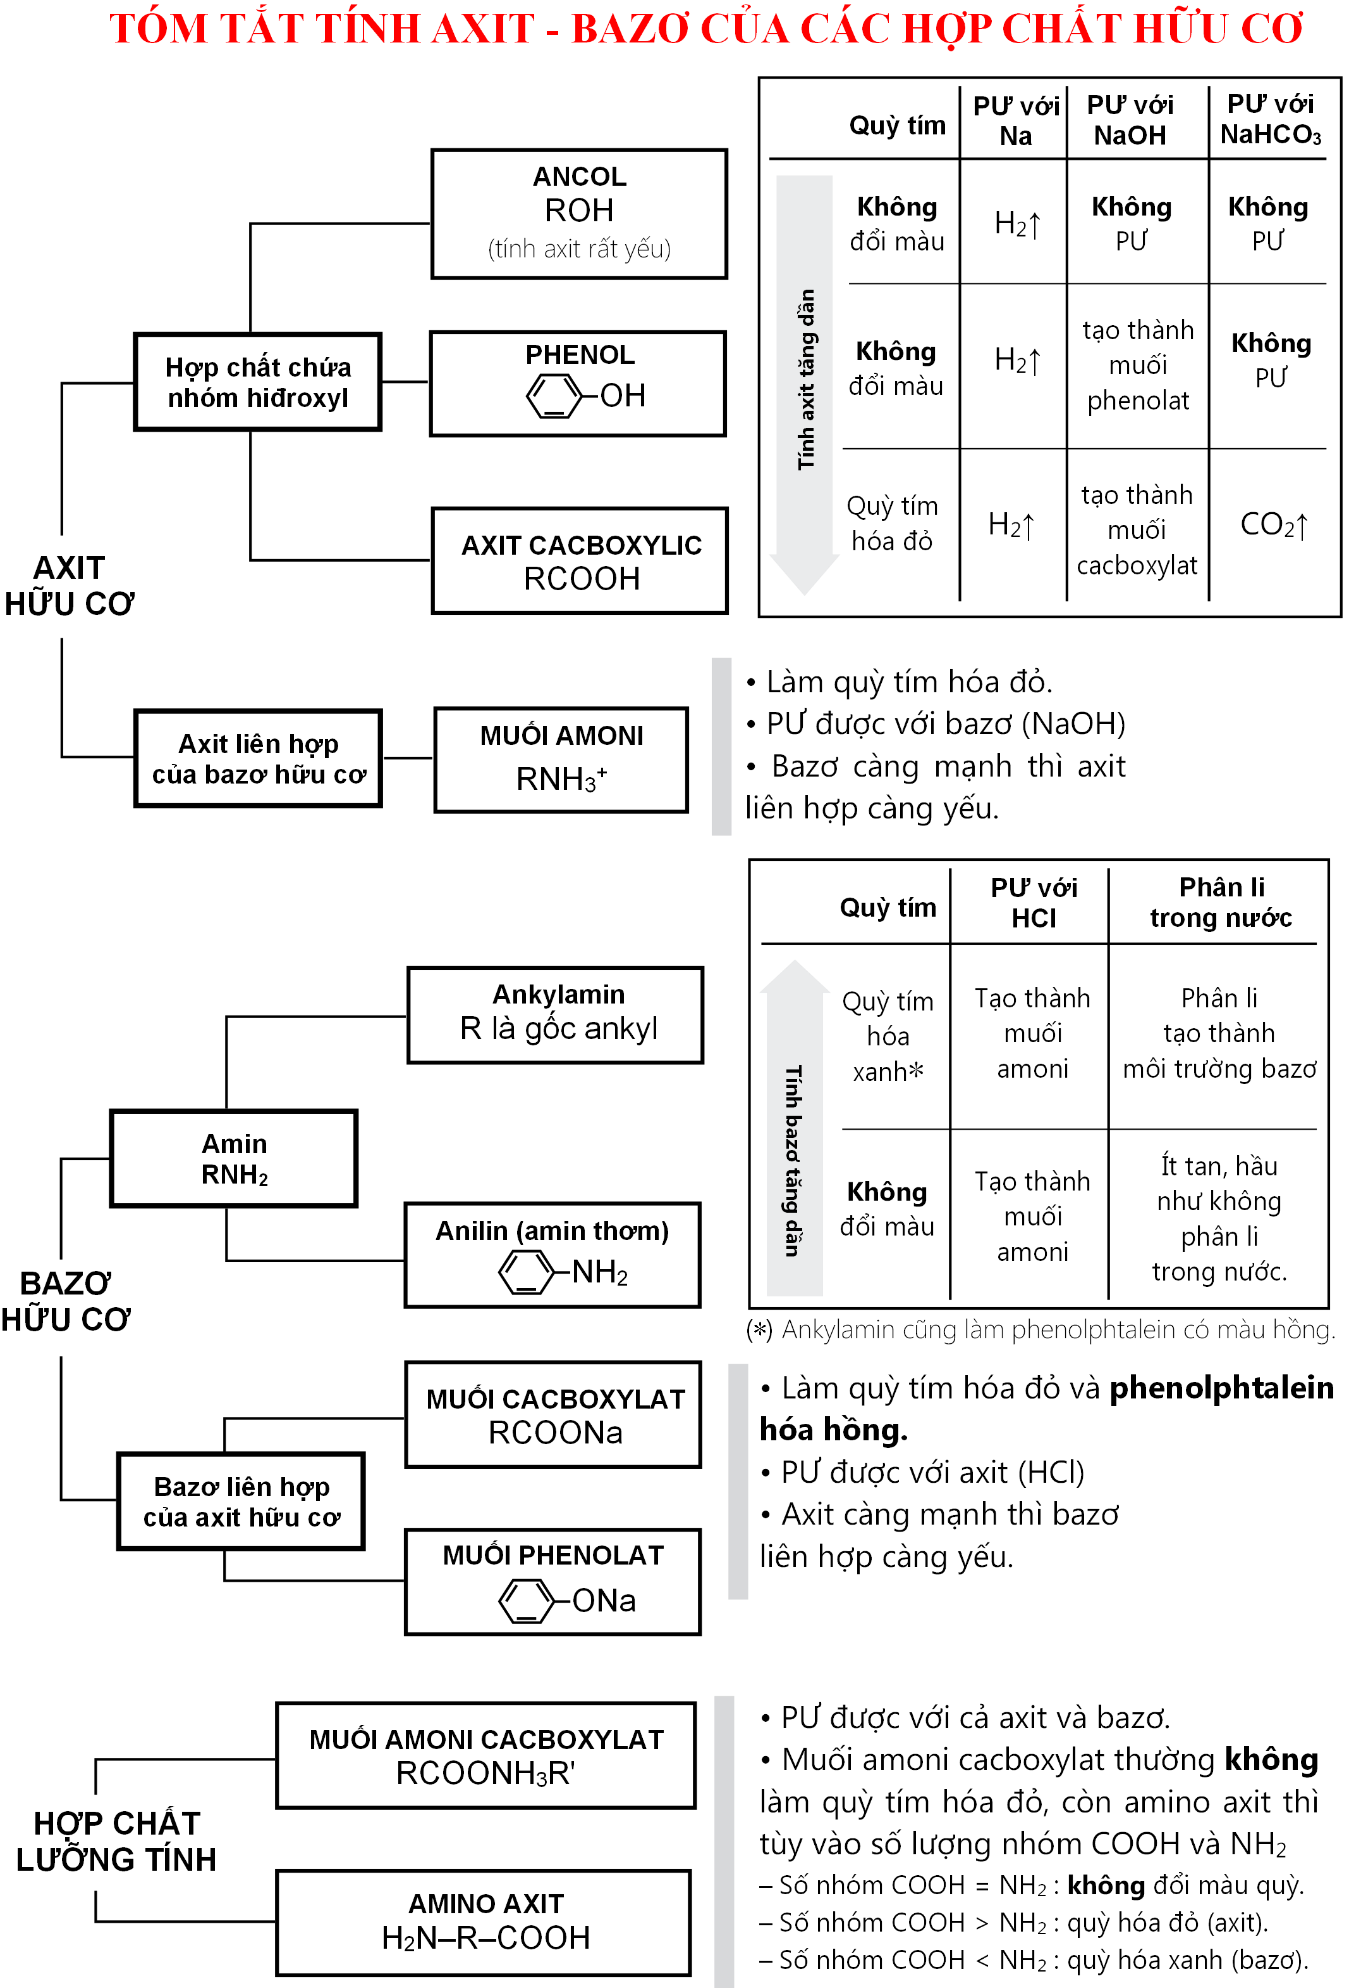 TÓM TẮT TÍNH AXIT - BAZƠ CỦA CÁC HỢP CHẤT HỮU CƠ
AXIT
HỮU CƠ
Hợp chất chứa
nhóm hiđroxyl
ANCOL
ROH
(tính axit rất yếu)
PHENOL
OH
AXIT CACBOXYLIC
RCOOH
Quỳ tím
PƯ với
Na
PƯ với
NaOH
PƯ với
NaHCO₃
Tính axit tăng dần
Không
đổi màu
H₂↑
Không
PƯ
Không
PƯ
Không
đổi màu
H₂↑
tạo thành
muối
phenolat
Không
PƯ
Quỳ tím
hóa đỏ
H₂↑
tạo thành
muối
cacboxylat
CO₂↑
Axit liên hợp
của bazơ hữu cơ
MUỐI AMONI
RNH₃⁺
• Làm quỳ tím hóa đỏ.
• PƯ được với bazơ (NaOH)
• Bazơ càng mạnh thì axit
liên hợp càng yếu.
BAZƠ
HỮU CƠ
Amin
RNH₂
Ankylamin
R là gốc ankyl
Anilin (amin thơm)
NH₂
Quỳ tím
PƯ với
HCl
Phân li
trong nước
Tính bazơ tăng dần
Quỳ tím
hóa
xanh*
Tạo thành
muối
amoni
Phân li
tạo thành
môi trường bazơ
Không
đổi màu
Tạo thành
muối
amoni
Ít tan, hầu
như không
phân li
trong nước.
(*) Ankylamin cũng làm phenolphtalein có màu hồng.
Bazơ liên hợp
của axit hữu cơ
MUỐI CACBOXYLAT
RCOONa
MUỐI PHENOLAT
ONa
• Làm quỳ tím hóa đỏ và phenolphtalein
hóa hồng.
• PƯ được với axit (HCl)
• Axit càng mạnh thì bazơ
liên hợp càng yếu.
HỢP CHẤT
LƯỠNG TÍNH
MUỐI AMONI CACBOXYLAT
RCOONH₃R'
AMINO AXIT
H₂N–R–COOH
• PƯ được với cả axit và bazơ.
• Muối amoni cacboxylat thường không
làm quỳ tím hóa đỏ, còn amino axit thì
tùy vào số lượng nhóm COOH và NH₂
– Số nhóm COOH = NH₂ : không đổi màu quỳ.
– Số nhóm COOH > NH₂ : quỳ hóa đỏ (axit).
– Số nhóm COOH < NH₂ : quỳ hóa xanh (bazơ).